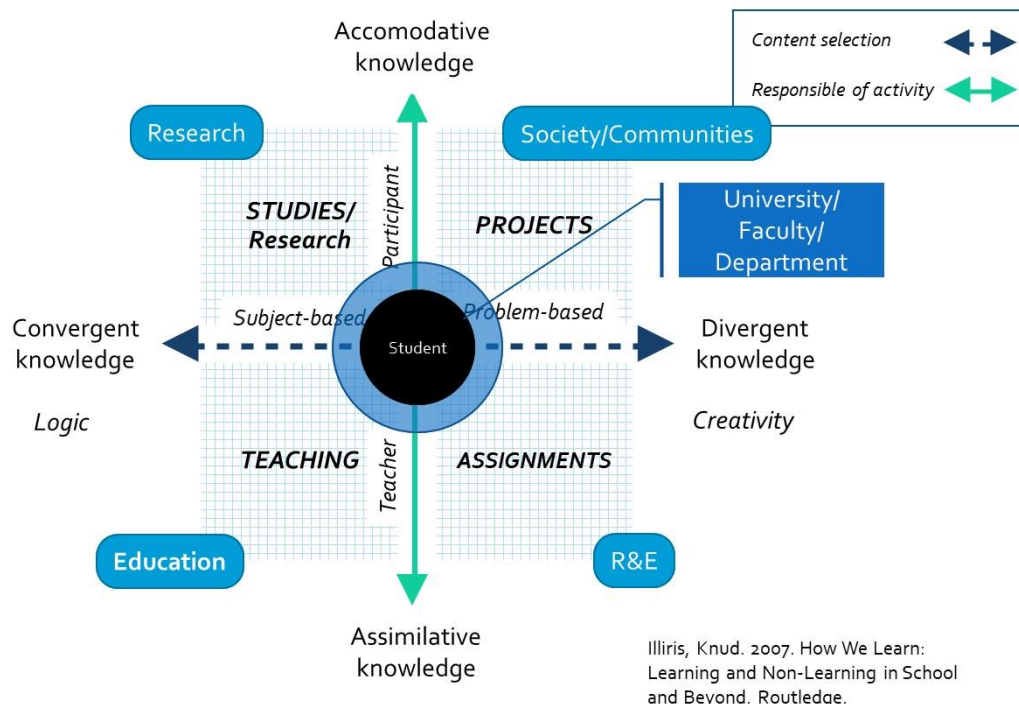 Accomodative
knowledge
Content selection
Responsible of activity
Research
Society/Communities
STUDIES/
Research
Participant
PROJECTS
University/
Faculty/
Department
Convergent
knowledge
Subject-based
Problem-based
Student
Divergent
knowledge
Logic
Creativity
TEACHING
Teacher
ASSIGNMENTS
Education
R&E
Assimilative
knowledge
Illiris, Knud. 2007. How We Learn:
Learning and Non-Learning in School
and Beyond. Routledge.